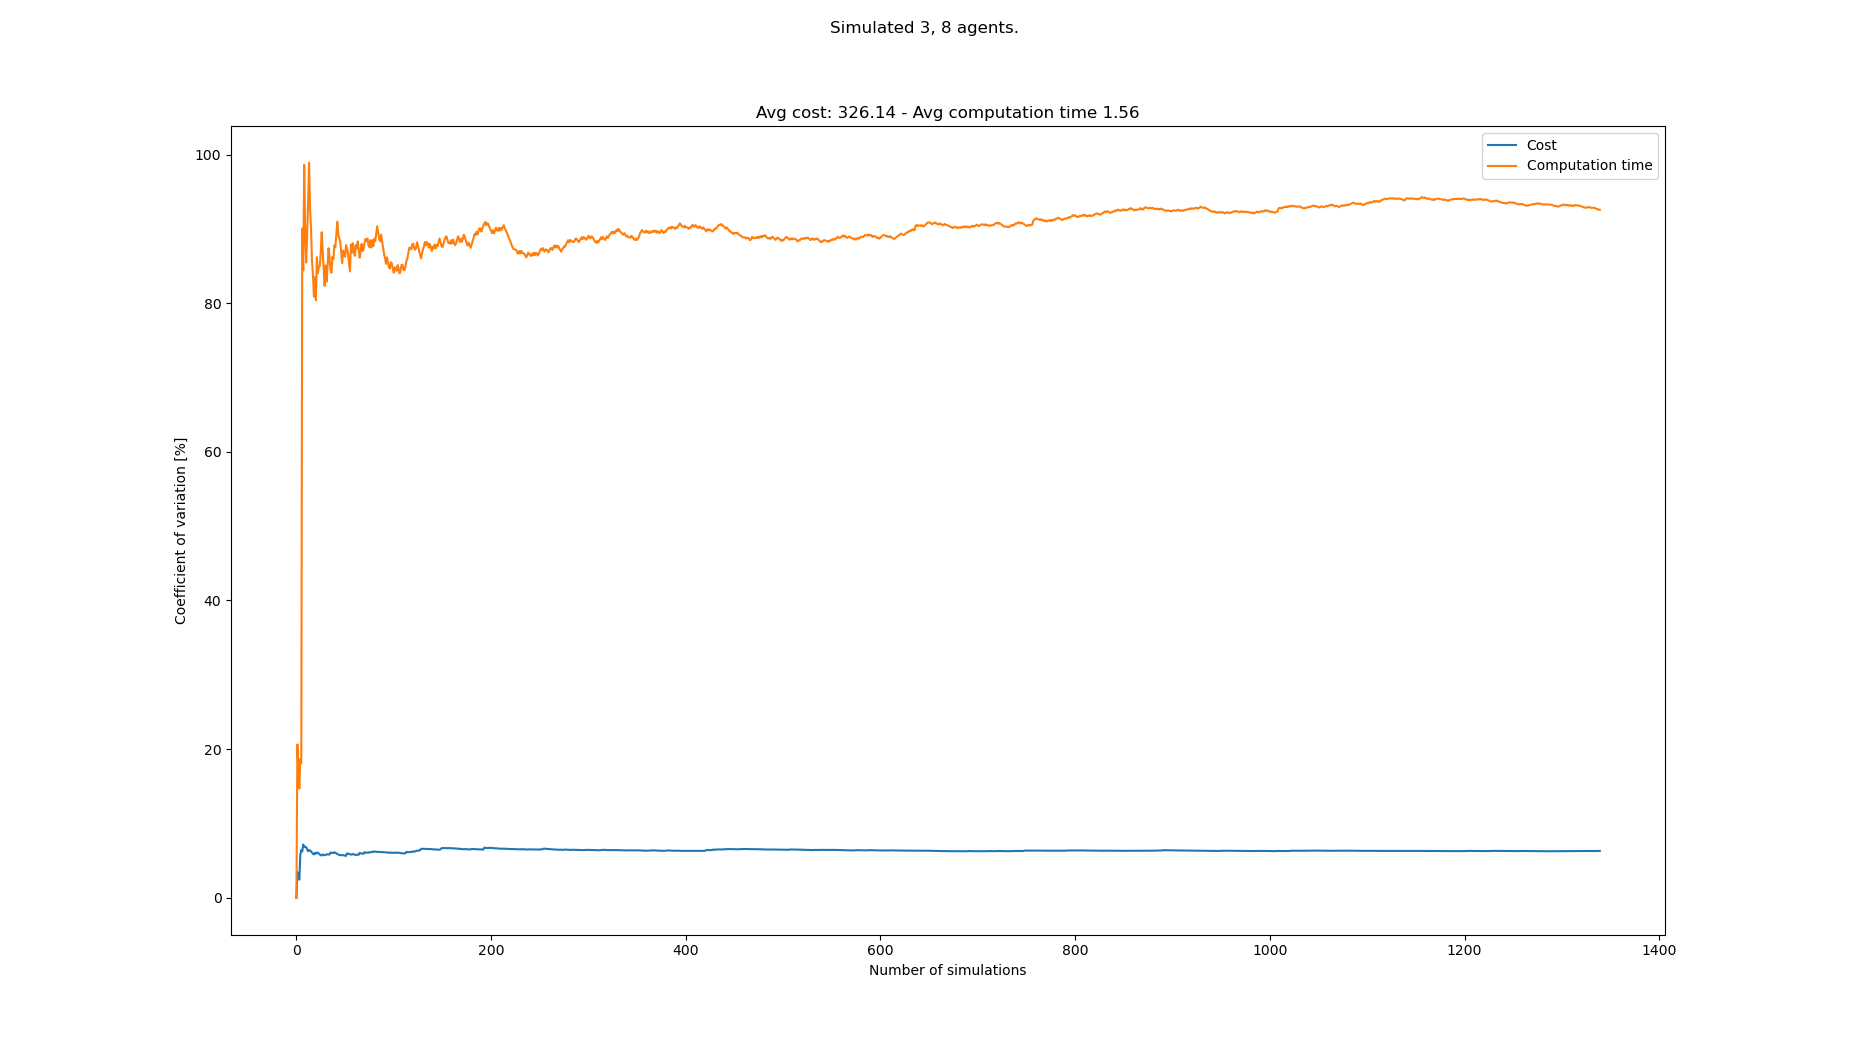 Simulated 3, 8 agents.
Avg cost: 326.14 - Avg computation time 1.56
Cost
Computation time
100
80
60
40
20
0
Coefficient of variation [%]
0 200 400 600 800 1000 1200 1400
Number of simulations